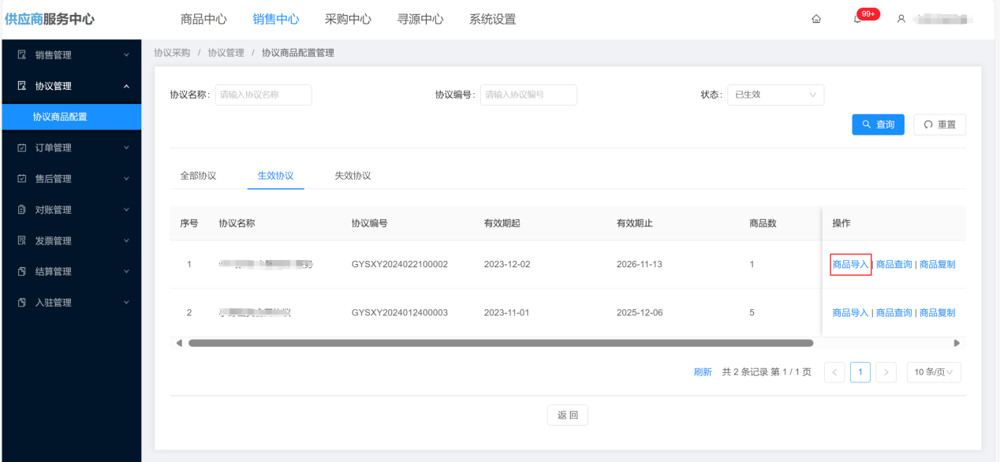 供应商服务中心 商品中心 销售中心 采购中心 寻源中心 系统设置 99+
销售管理
协议管理
协议商品配置
订单管理
售后管理
对账管理
发票管理
结算管理
入驻管理
协议采购 / 协议管理 / 协议商品配置管理
协议名称: 请输入协议名称 协议编号: 请输入协议编号 状态: 已生效
查询 重置
全部协议 生效协议 失效协议
序号 协议名称 协议编号 有效期起 有效期止 商品数 操作
1 GYSXY2024022100002 2023-12-02 2026-11-13 1 商品导入 | 商品查询 | 商品复制
2 GYSXY2024012400003 2023-11-01 2025-12-06 5 商品导入 | 商品查询 | 商品复制
刷新 共 2 条记录 第 1 / 1 页 < 1 > 10 条/页
返 回